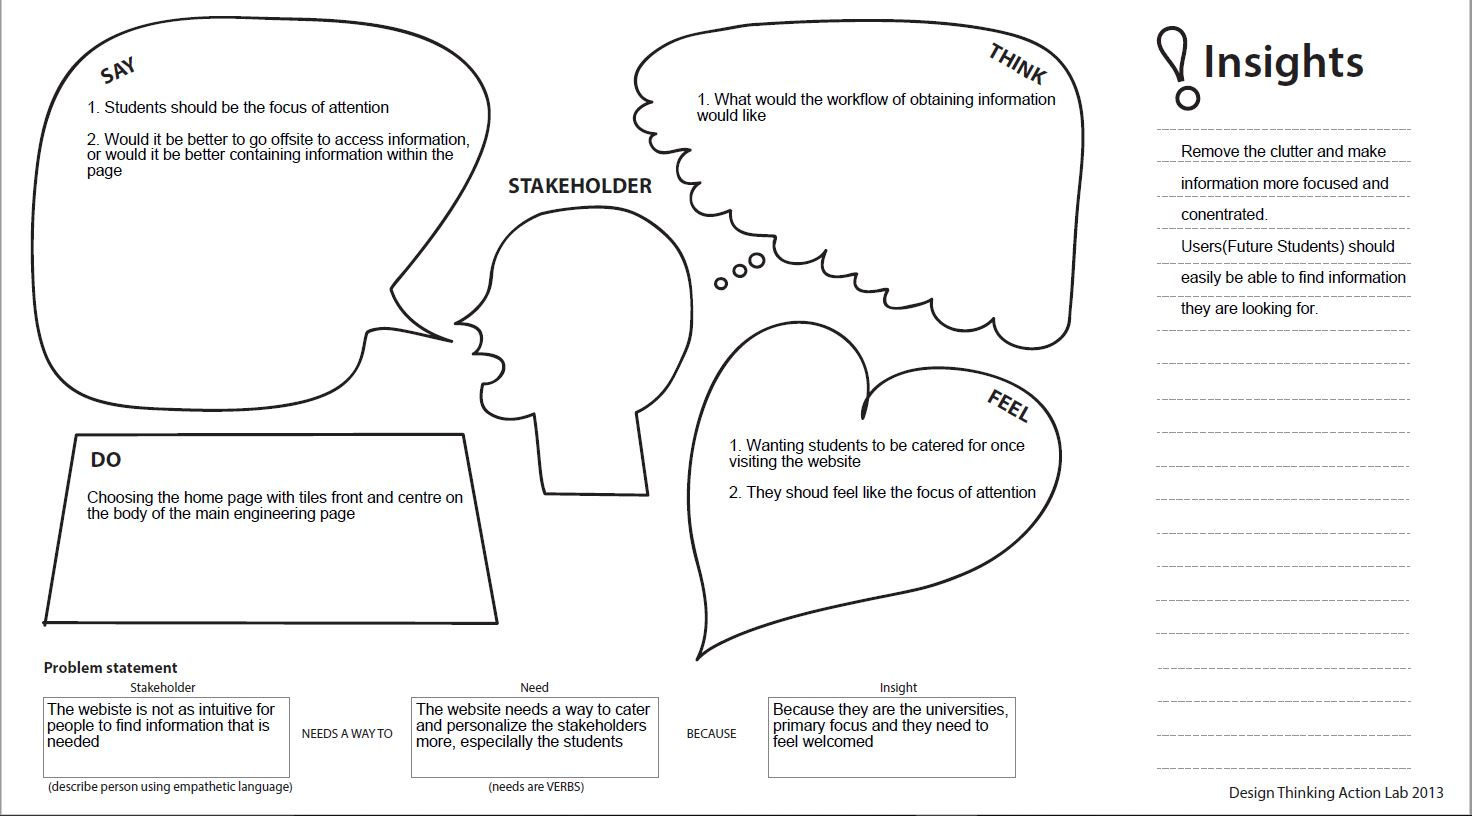 SAY
1. Students should be the focus of attention
2. Would it be better to go offsite to access information,
or would it be better containing information within the
page
THINK
1. What would the workflow of obtaining information
would like
STAKEHOLDER
DO
Choosing the home page with tiles front and centre on
the body of the main engineering page
FEEL
1. Wanting students to be catered for once
visiting the website
2. They shoud feel like the focus of attention
Insights
Remove the clutter and make
information more focused and
conentrated.
Users(Future Students) should
easily be able to find information
they are looking for.
Problem statement
Stakeholder
The webiste is not as intuitive for
people to find information that is
needed
(describe person using empathetic language)
NEEDS A WAY TO
Need
The website needs a way to cater
and personalize the stakeholders
more, especilally the students
(needs are VERBS)
BECAUSE
Insight
Because they are the universities,
primary focus and they need to
feel welcomed
Design Thinking Action Lab 2013